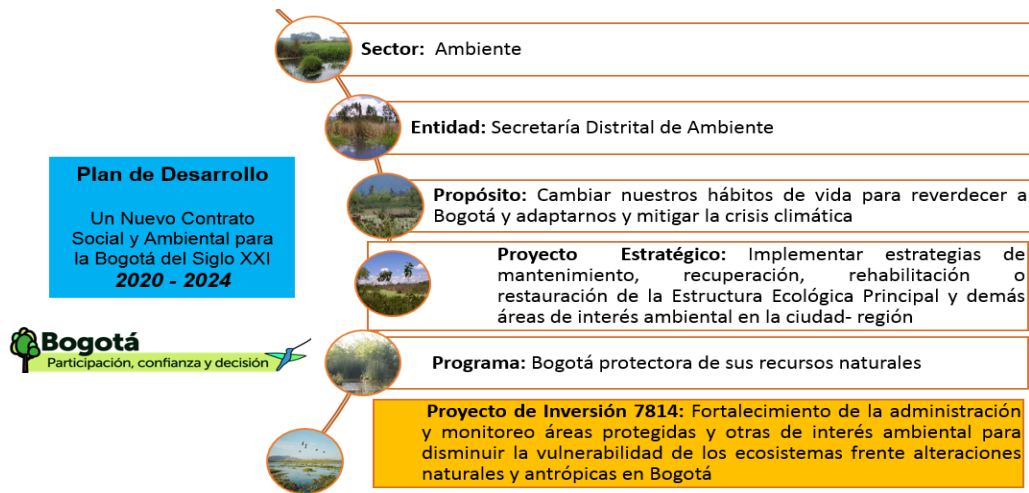 Sector: Ambiente
Entidad: Secretaría Distrital de Ambiente
Plan de Desarrollo
Un Nuevo Contrato
Social y Ambiental para
la Bogotá del Siglo XXI
2020 - 2024
Propósito: Cambiar nuestros hábitos de vida para reverdecer a
Bogotá y adaptarnos y mitigar la crisis climática
Proyecto Estratégico: Implementar estrategias de
mantenimiento, recuperación, rehabilitación o
restauración de la Estructura Ecológica Principal y demás
áreas de interés ambiental en la ciudad- región
Bogotá
Participación, confianza y decisión
Programa: Bogotá protectora de sus recursos naturales
Proyecto de Inversión 7814: Fortalecimiento de la administración
y monitoreo áreas protegidas y otras de interés ambiental para
disminuir la vulnerabilidad de los ecosistemas frente alteraciones
naturales y antrópicas en Bogotá